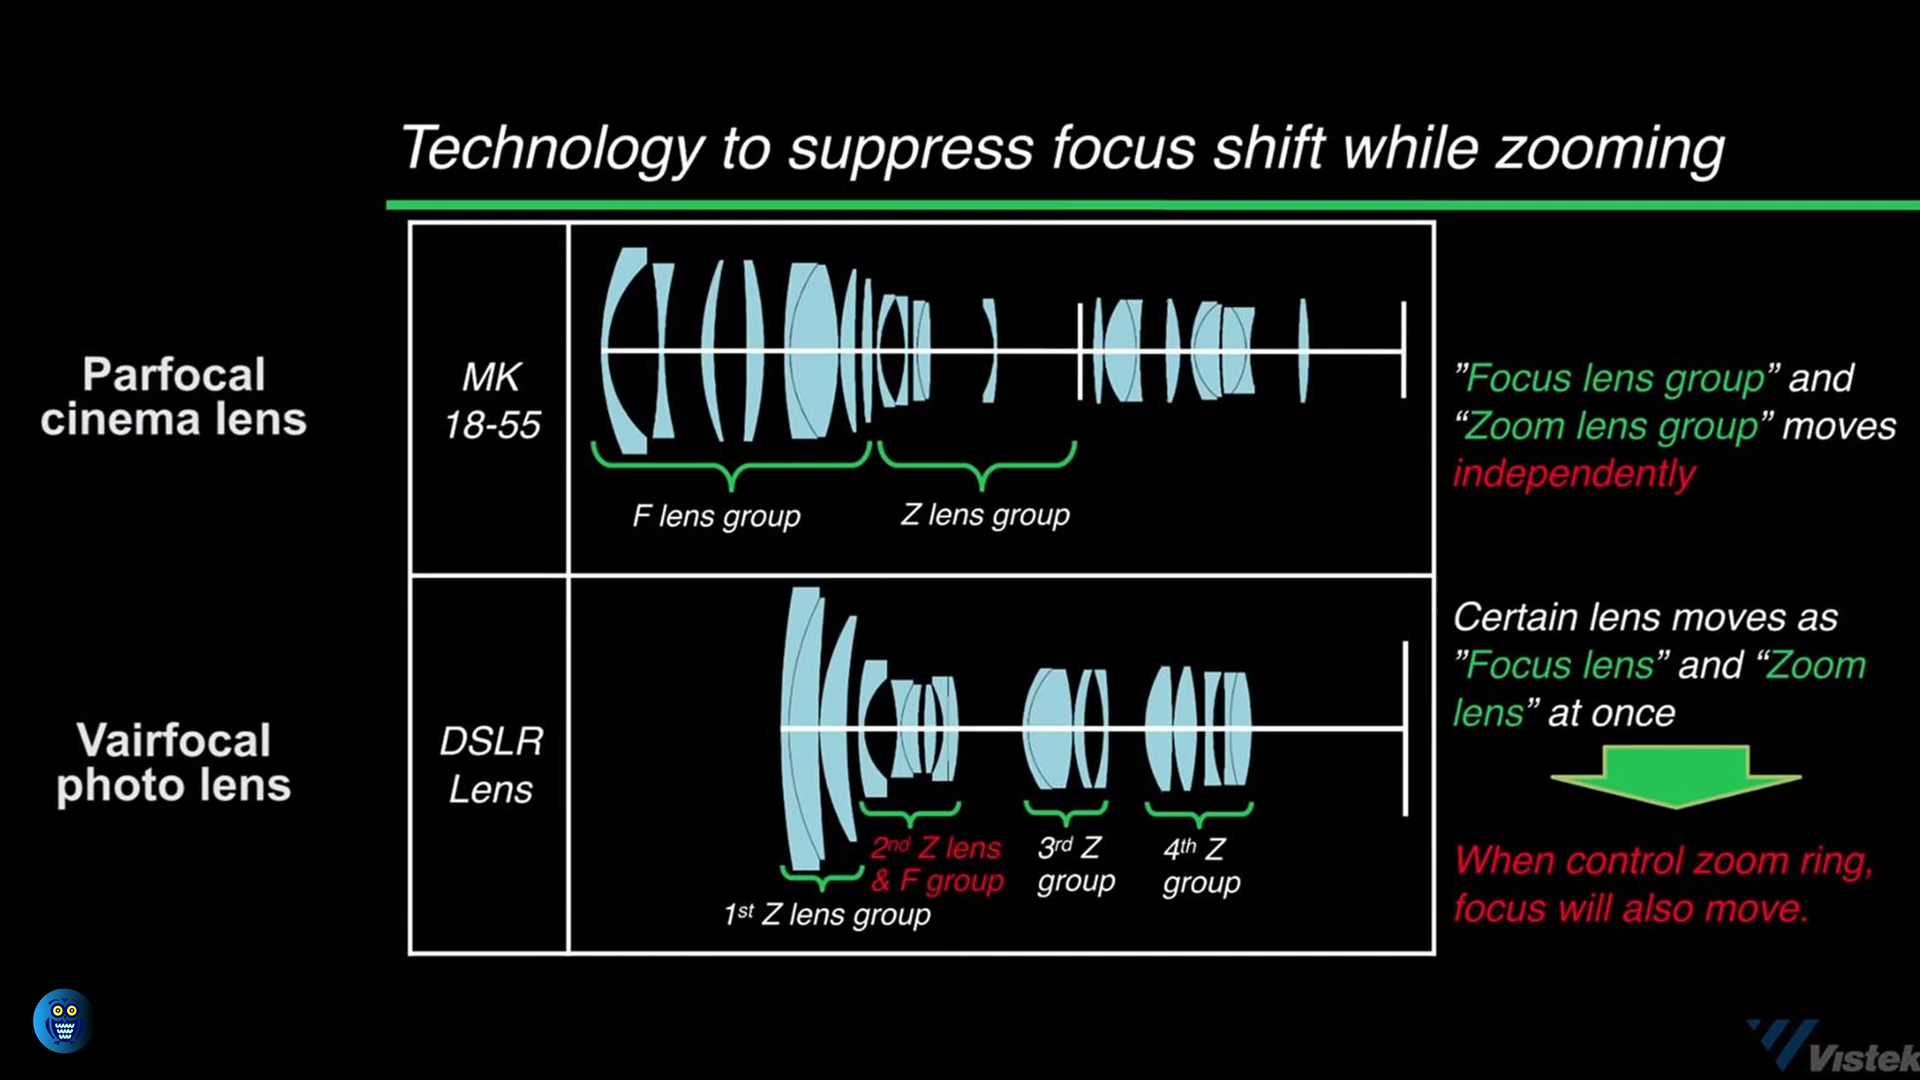 Technology to suppress focus shift while zooming
Parfocal
cinema lens
MK
18-55
F lens group
Z lens group
”Focus lens group” and
“Zoom lens group” moves
independently
Vairfocal
photo lens
DSLR
Lens
2nd Z lens
& F group
1st Z lens group
3rd Z
group
4th Z
group
Certain lens moves as
”Focus lens” and “Zoom
lens” at once
When control zoom ring,
focus will also move.
Vistek